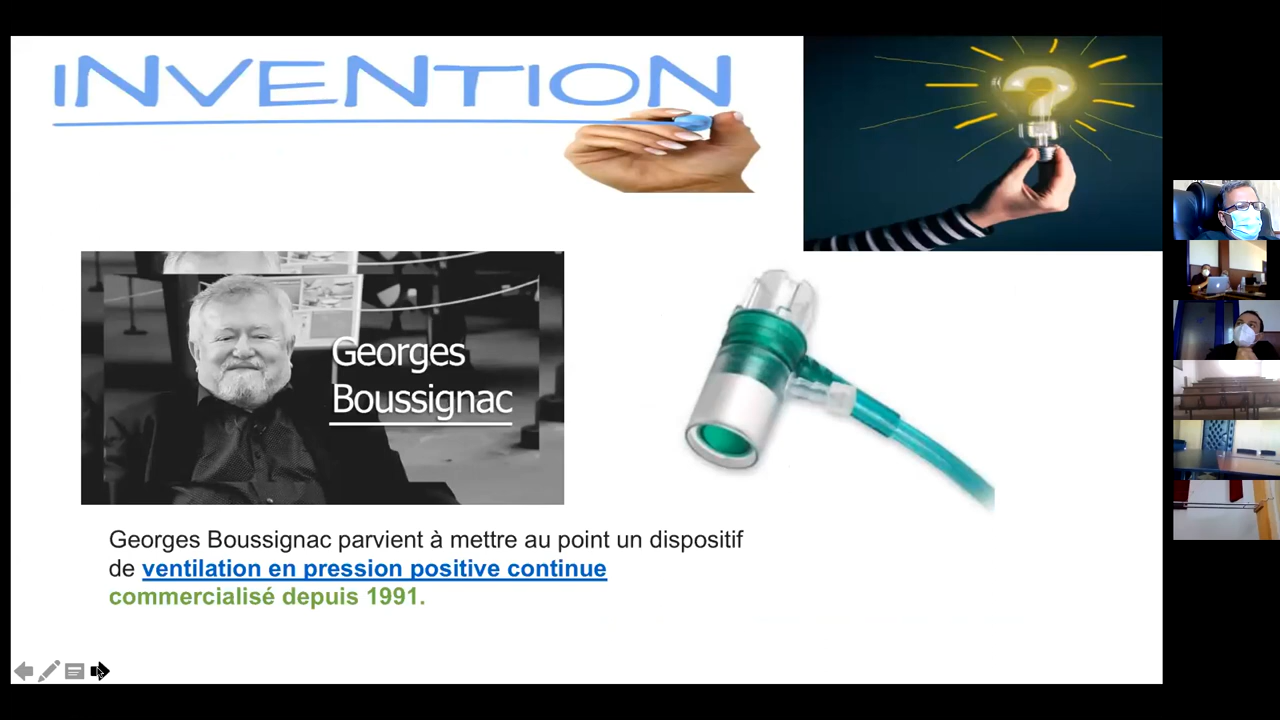 INVENTION
Georges
Boussignac
Georges Boussignac parvient à mettre au point un dispositif
de ventilation en pression positive continue
commercialisé depuis 1991.